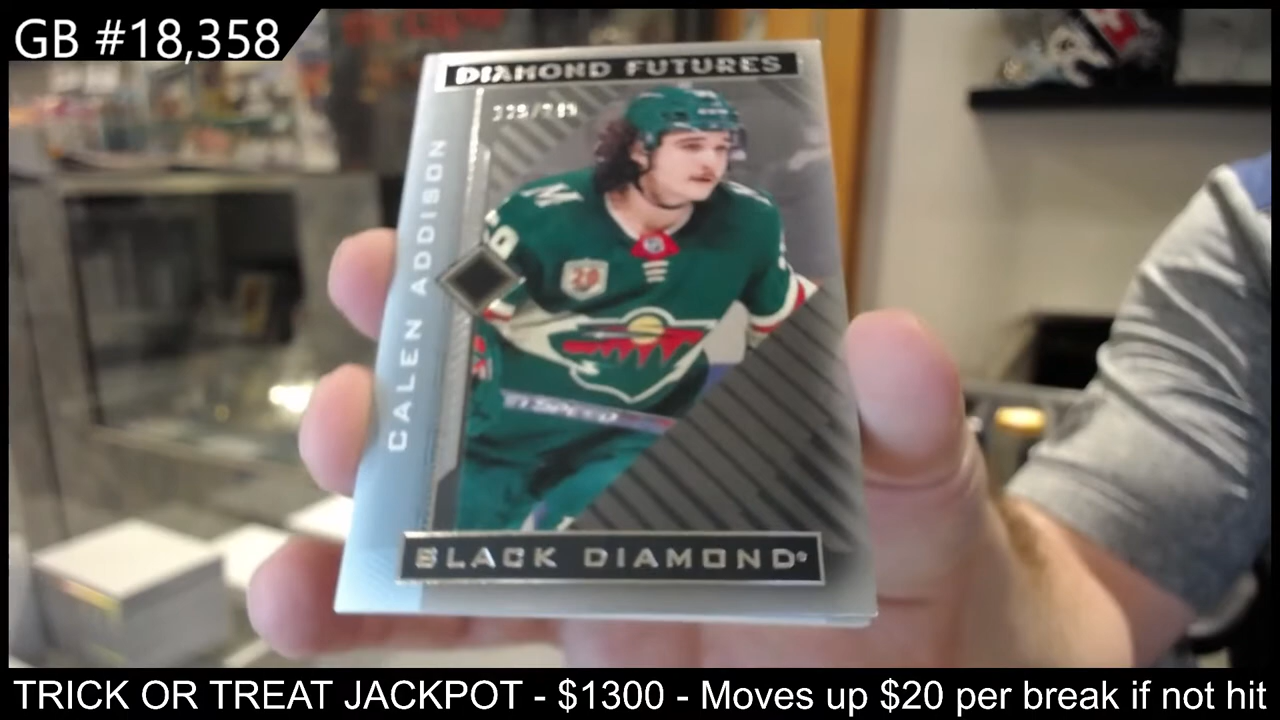 GB #18,358
DIAMOND FUTURES
CALEN ADDISON
BLACK DIAMOND
TRICK OR TREAT JACKPOT - $1300 - Moves up $20 per break if not hit